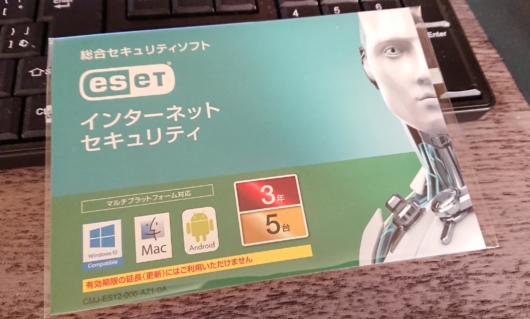 総合セキュリティソフト
eset
インターネット
セキュリティ
マルチプラットフォーム対応
3年
5台
Windows 10
Compatible
Mac
Android
有効期限の延長(更新)にはご利用いただけません